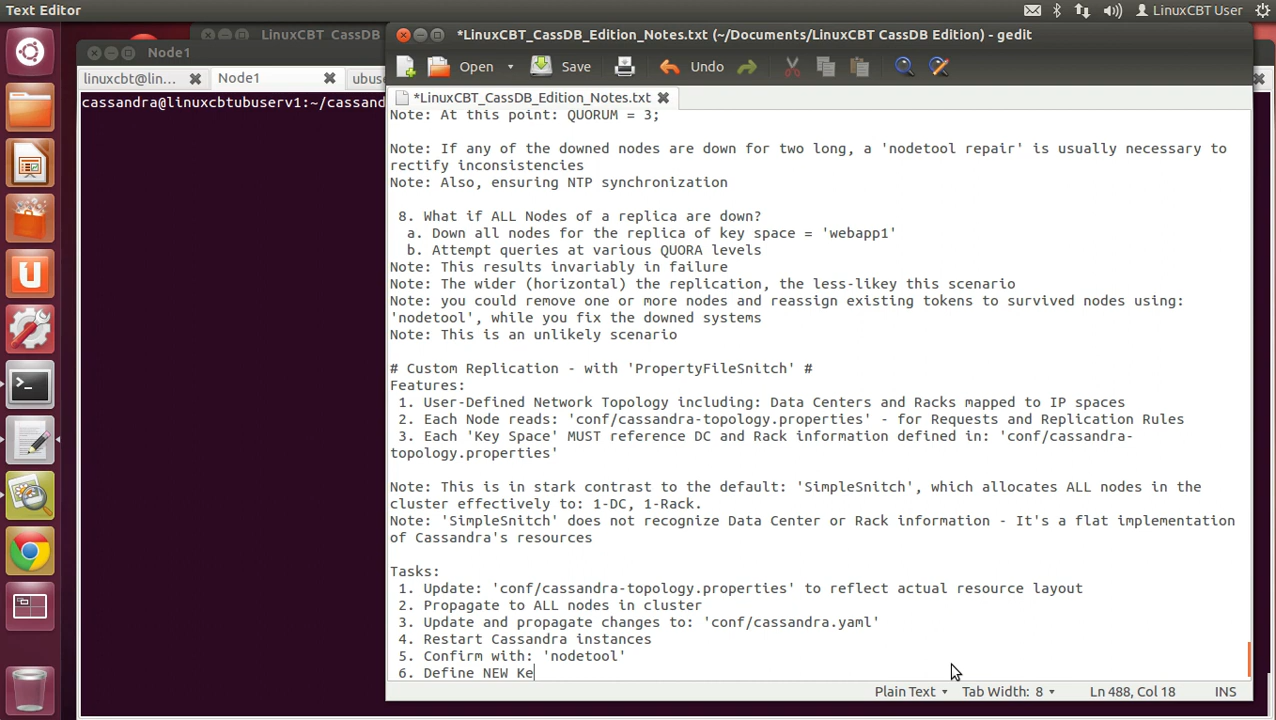 Text Editor
LinuxCBT User
LinuxCBT CassDB
*LinuxCBT_CassDB_Edition_Notes.txt (~/Documents/LinuxCBT CassDB Edition) - gedit
Node1
Open Save Undo
linuxcbt@lin... Node1 ubuse
*LinuxCBT_CassDB_Edition_Notes.txt
cassandra@linuxcbtubuserv1:~/cassand
Note: At this point: QUORUM = 3;
Note: If any of the downed nodes are down for two long, a 'nodetool repair' is usually necessary to
rectify inconsistencies
Note: Also, ensuring NTP synchronization
8. What if ALL Nodes of a replica are down?
a. Down all nodes for the replica of key space = 'webapp1'
b. Attempt queries at various QUORA levels
Note: This results invariably in failure
Note: The wider (horizontal) the replication, the less-likey this scenario
Note: you could remove one or more nodes and reassign existing tokens to survived nodes using:
'nodetool', while you fix the downed systems
Note: This is an unlikely scenario
# Custom Replication - with 'PropertyFileSnitch' #
Features:
1. User-Defined Network Topology including: Data Centers and Racks mapped to IP spaces
2. Each Node reads: 'conf/cassandra-topology.properties' - for Requests and Replication Rules
3. Each 'Key Space' MUST reference DC and Rack information defined in: 'conf/cassandra-
topology.properties'
Note: This is in stark contrast to the default: 'SimpleSnitch', which allocates ALL nodes in the
cluster effectively to: 1-DC, 1-Rack.
Note: 'SimpleSnitch' does not recognize Data Center or Rack information - It's a flat implementation
of Cassandra's resources
Tasks:
1. Update: 'conf/cassandra-topology.properties' to reflect actual resource layout
2. Propagate to ALL nodes in cluster
3. Update and propagate changes to: 'conf/cassandra.yaml'
4. Restart Cassandra instances
5. Confirm with: 'nodetool'
6. Define NEW Ke
Plain Text Tab Width: 8 Ln 488, Col 18 INS